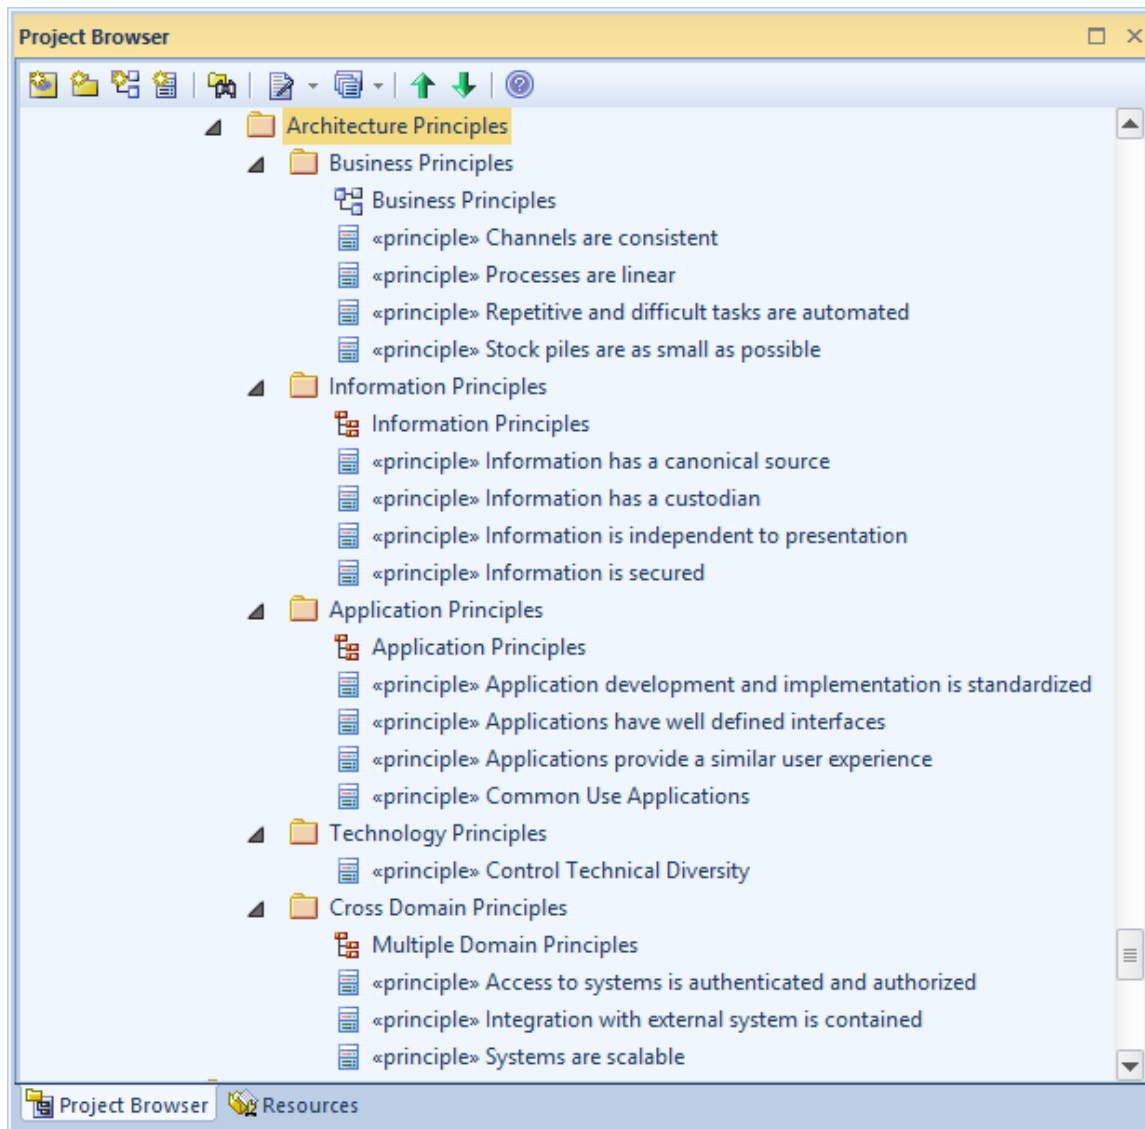 Project Browser
Architecture Principles
Business Principles
Business Principles
«principle» Channels are consistent
«principle» Processes are linear
«principle» Repetitive and difficult tasks are automated
«principle» Stock piles are as small as possible
Information Principles
Information Principles
«principle» Information has a canonical source
«principle» Information has a custodian
«principle» Information is independent to presentation
«principle» Information is secured
Application Principles
Application Principles
«principle» Application development and implementation is standardized
«principle» Applications have well defined interfaces
«principle» Applications provide a similar user experience
«principle» Common Use Applications
Technology Principles
«principle» Control Technical Diversity
Cross Domain Principles
Multiple Domain Principles
«principle» Access to systems is authenticated and authorized
«principle» Integration with external system is contained
«principle» Systems are scalable
Project Browser Resources